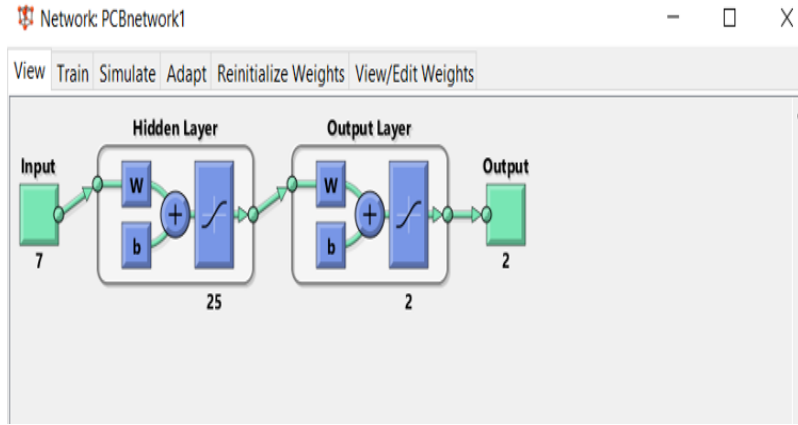 Network: PCBnetwork1
View Train Simulate Adapt Reinitialize Weights View/Edit Weights
Hidden Layer Output Layer
Input Output
W W
b b
7 2
25 2